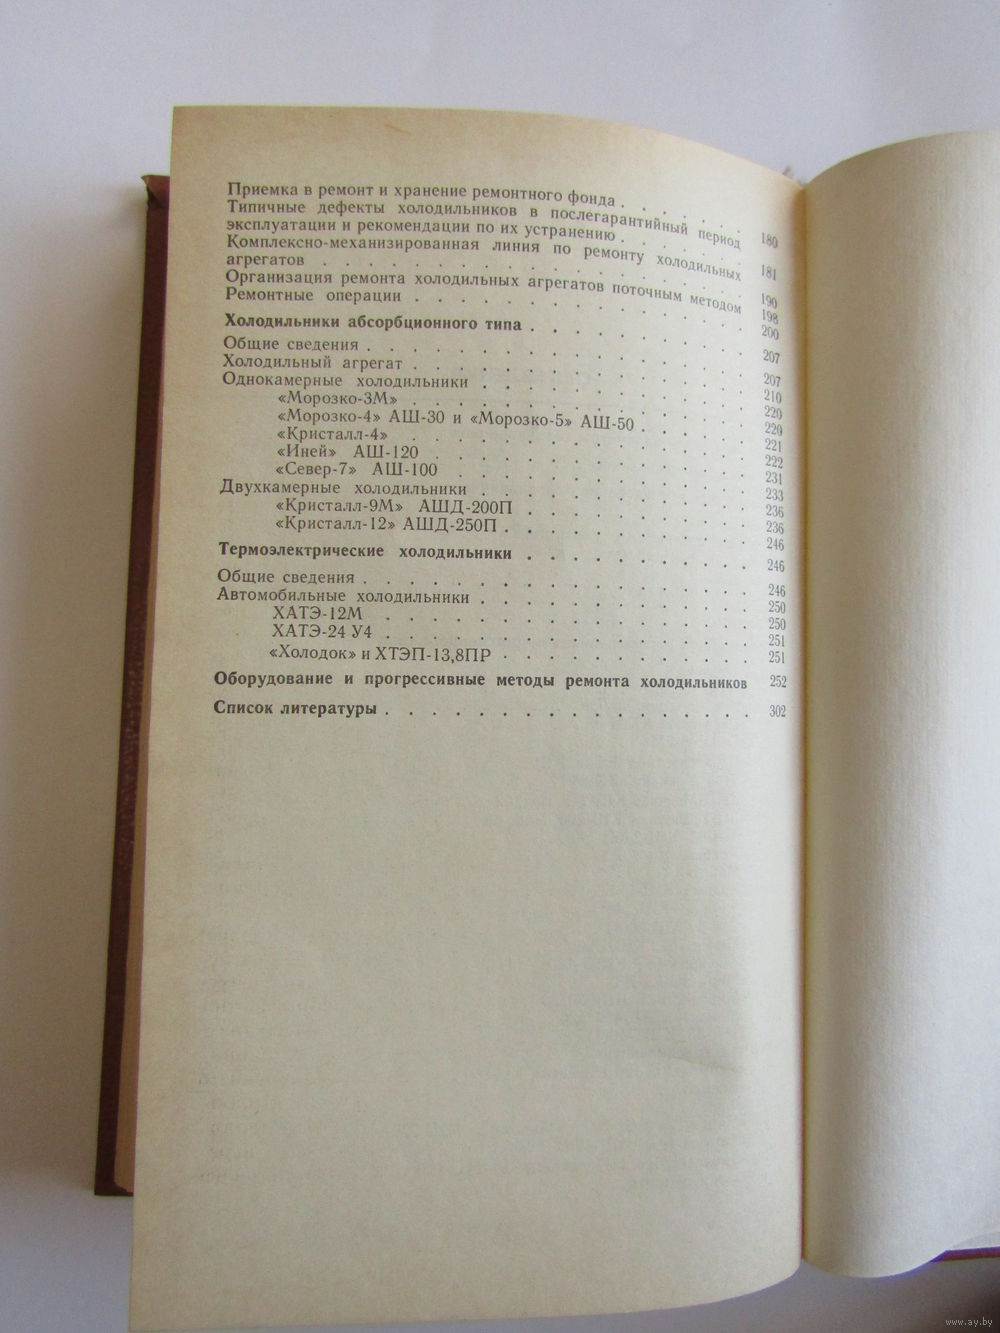 Приемка в ремонт и хранение ремонтного фонда . . . . . 180
Типичные дефекты холодильников в послегарантийный период
эксплуатации и рекомендации по их устранению . . . . . . 181
Комплексно-механизированная линия по ремонту холодильных
агрегатов . . . . . . . . . . . . . . . . 190
Организация ремонта холодильных агрегатов поточным методом 198
Ремонтные операции . . . . . . . . . . . . . 200
Холодильники абсорбционного типа . . . . . . . . . 207
Общие сведения . . . . . . . . . . . . . . 207
Холодильный агрегат . . . . . . . . . . . . . 210
Однокамерные холодильники . . . . . . . . . . . 220
«Морозко-3М» . . . . . . . . . . . . . 220
«Морозко-4» АШ-30 и «Морозко-5» АШ-50 . . . . . 221
«Кристалл-4» . . . . . . . . . . . . . 222
«Иней» АШ-120 . . . . . . . . . . . . 231
«Север-7» АШ-100 . . . . . . . . . . . 233
Двухкамерные холодильники . . . . . . . . . . . 236
«Кристалл-9М» АШД-200П . . . . . . . . . 236
«Кристалл-12» АШД-250П . . . . . . . . . . 246
Термоэлектрические холодильники . . . . . . . . . 246
Общие сведения . . . . . . . . . . . . . . 246
Автомобильные холодильники . . . . . . . . . . . 250
ХАТЭ-12М . . . . . . . . . . . . . . 250
ХАТЭ-24 У4 . . . . . . . . . . . . . . 251
«Холодок» и ХТЭП-13,8ПР . . . . . . . . . . 251
Оборудование и прогрессивные методы ремонта холодильников 252
Список литературы . . . . . . . . . . . . . . . 302
www.ay.by